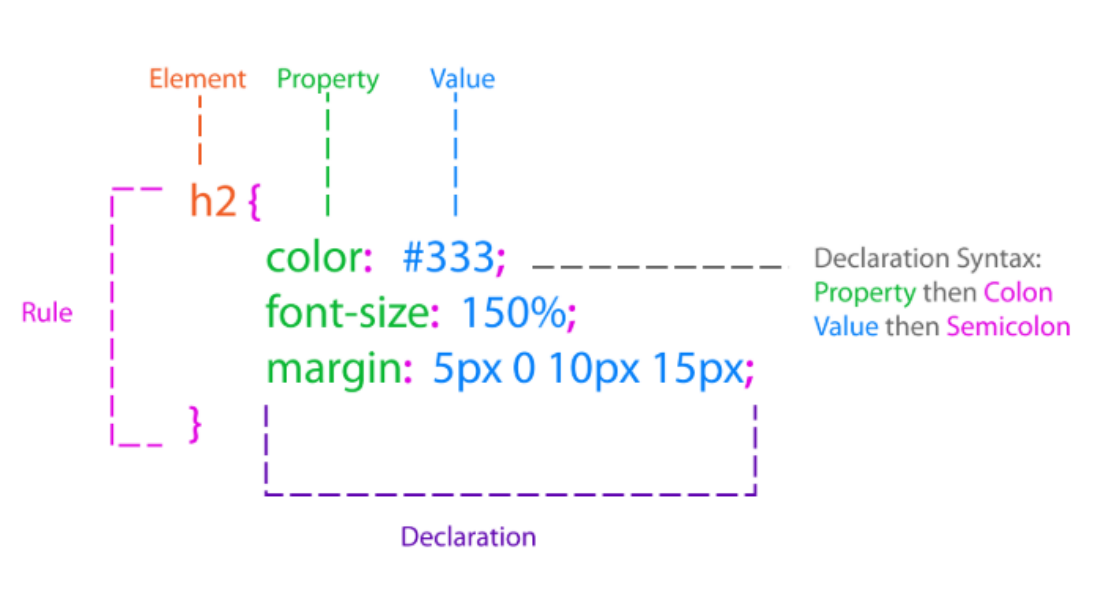 Element Property Value
h2 {
color: #333;
font-size: 150%;
margin: 5px 0 10px 15px;
}
Rule
Declaration Syntax:
Property then Colon
Value then Semicolon
Declaration